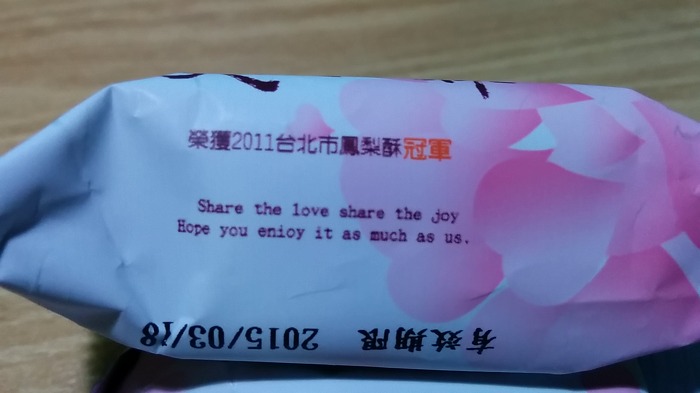 榮獲2011台北市鳳梨酥冠軍
Share the love share the joy
Hope you enjoy it as much as us.
有效期限 2015/03/18